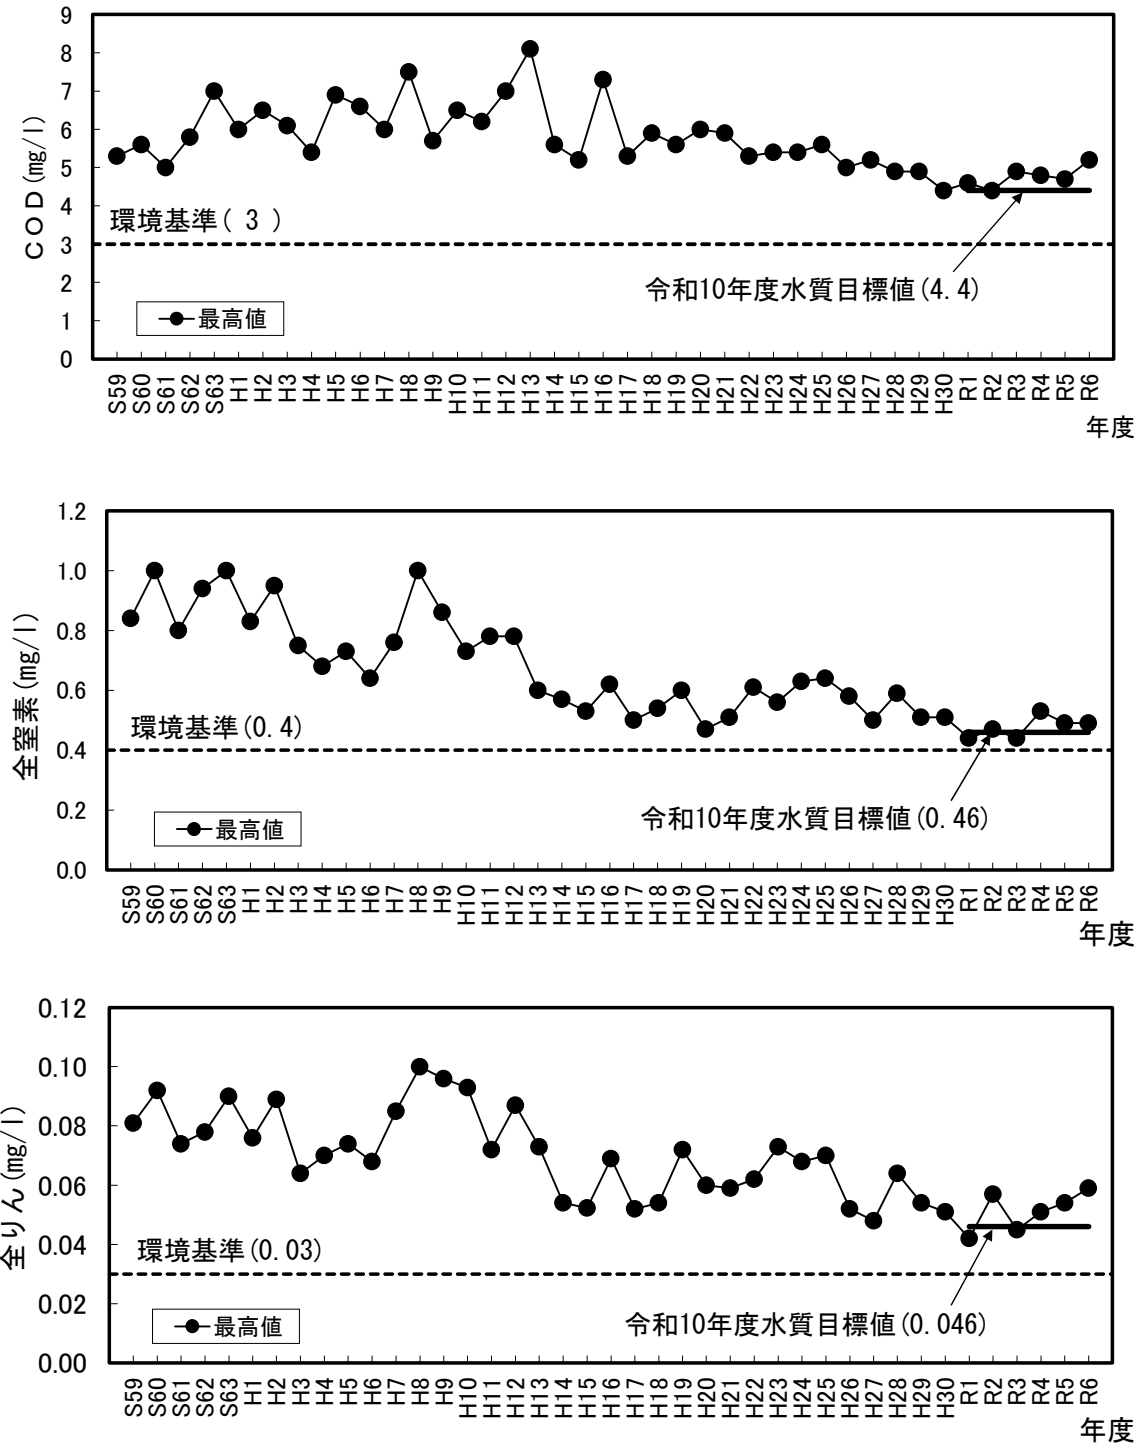 9
8
7
6
5
4
3
2
1
0
COD(mg/l)
環境基準( 3 )
令和10年度水質目標値(4.4)
最高値
S59 S60 S61 S62 S63 H1 H2 H3 H4 H5 H6 H7 H8 H9 H10 H11 H12 H13 H14 H15 H16 H17 H18 H19 H20 H21 H22 H23 H24 H25 H26 H27 H28 H29 H30 R1 R2 R3 R4 R5 R6
年度
1.2
1.0
0.8
0.6
0.4
0.2
0.0
全窒素(mg/l)
環境基準(0.4)
令和10年度水質目標値(0.46)
最高値
S59 S60 S61 S62 S63 H1 H2 H3 H4 H5 H6 H7 H8 H9 H10 H11 H12 H13 H14 H15 H16 H17 H18 H19 H20 H21 H22 H23 H24 H25 H26 H27 H28 H29 H30 R1 R2 R3 R4 R5 R6
年度
0.12
0.10
0.08
0.06
0.04
0.02
0.00
全りん(mg/l)
環境基準(0.03)
令和10年度水質目標値(0.046)
最高値
S59 S60 S61 S62 S63 H1 H2 H3 H4 H5 H6 H7 H8 H9 H10 H11 H12 H13 H14 H15 H16 H17 H18 H19 H20 H21 H22 H23 H24 H25 H26 H27 H28 H29 H30 R1 R2 R3 R4 R5 R6
年度